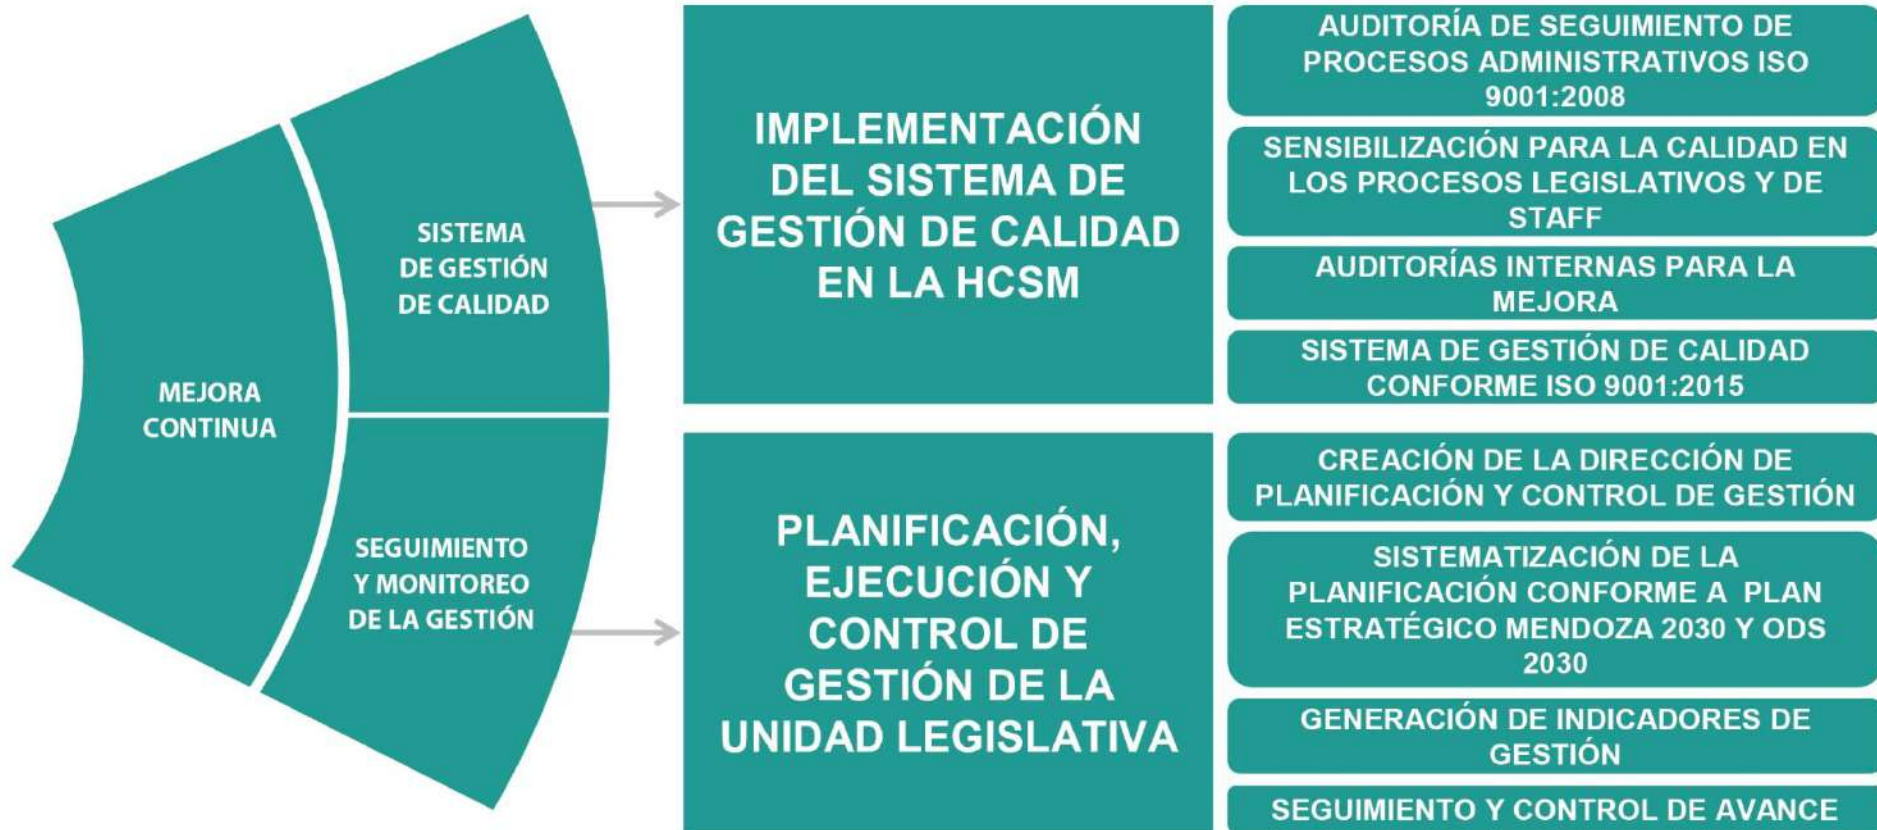 MEJORA
CONTINUA
SISTEMA
DE GESTIÓN
DE CALIDAD
SEGUIMIENTO
Y MONITOREO
DE LA GESTIÓN
IMPLEMENTACIÓN
DEL SISTEMA DE
GESTIÓN DE CALIDAD
EN LA HCSM
AUDITORÍA DE SEGUIMIENTO DE
PROCESOS ADMINISTRATIVOS ISO
9001:2008
SENSIBILIZACIÓN PARA LA CALIDAD EN
LOS PROCESOS LEGISLATIVOS Y DE
STAFF
AUDITORÍAS INTERNAS PARA LA
MEJORA
SISTEMA DE GESTIÓN DE CALIDAD
CONFORME ISO 9001:2015
PLANIFICACIÓN,
EJECUCIÓN Y
CONTROL DE
GESTIÓN DE LA
UNIDAD LEGISLATIVA
CREACIÓN DE LA DIRECCIÓN DE
PLANIFICACIÓN Y CONTROL DE GESTIÓN
SISTEMATIZACIÓN DE LA
PLANIFICACIÓN CONFORME A PLAN
ESTRATÉGICO MENDOZA 2030 Y ODS
2030
GENERACIÓN DE INDICADORES DE
GESTIÓN
SEGUIMIENTO Y CONTROL DE AVANCE